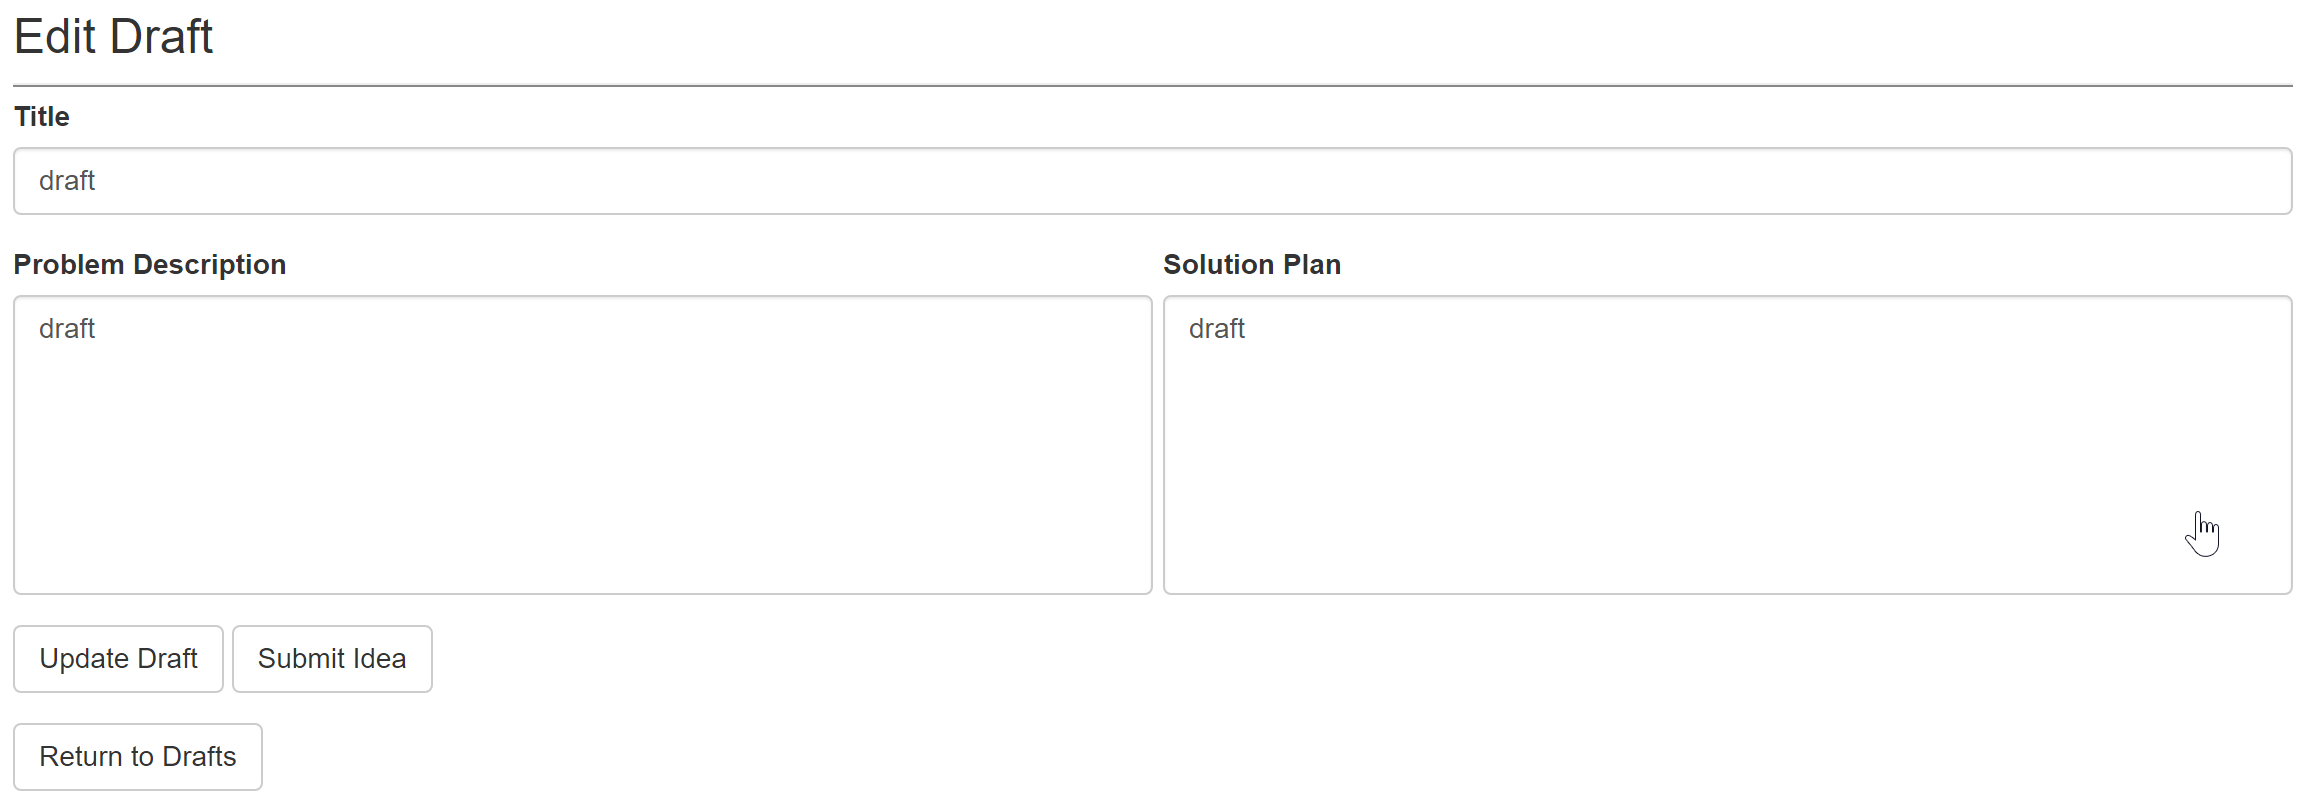 Edit Draft
Title
draft
Problem Description
draft
Solution Plan
draft
Update Draft
Submit Idea
Return to Drafts